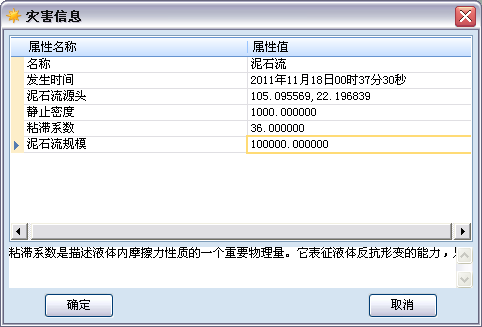 灾害信息
属性名称 属性值
名称 泥石流
发生时间 2011年11月18日00时37分30秒
泥石流源头 105.095569,22.196839
静止密度 1000.000000
粘滞系数 36.000000
泥石流规模 100000.000000
粘滞系数是描述液体内摩擦力性质的一个重要物理量。它表征液体反抗形变的能力，
确定 取消